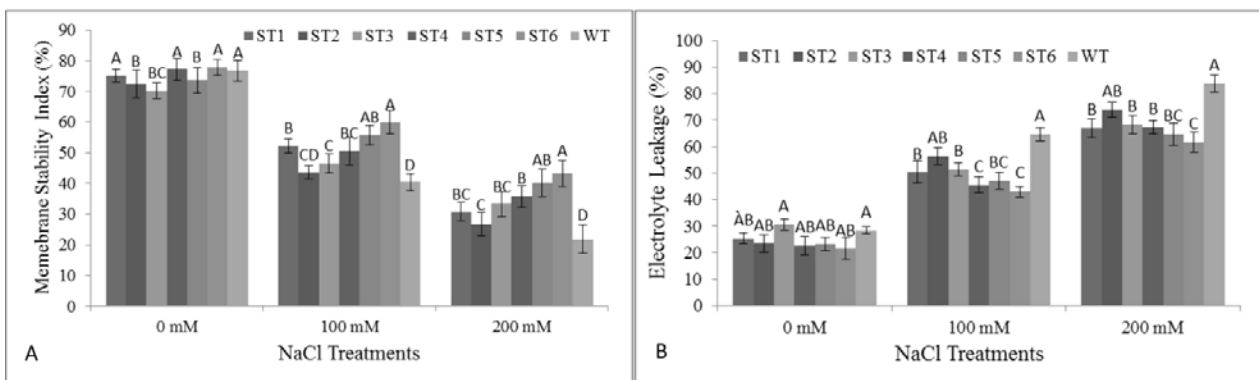 90
80
70
60
50
40
30
20
10
0
Memebrane Stability Index (%)
ST1 ST2 ST3 ST4 ST5 ST6 WT
A B BC A B A A
B CD C BC AB A D
BC C BC B AB A D
0 mM 100 mM 200 mM
NaCl Treatments
A
100
90
80
70
60
50
40
30
20
10
0
Electrolyte Leakage (%)
ST1 ST2 ST3 ST4 ST5 ST6 WT
ÀB AB A AB AB AB A
B AB B C BC C A
B AB B B BC C A
0 mM 100 mM 200 mM
NaCl Treatments
B